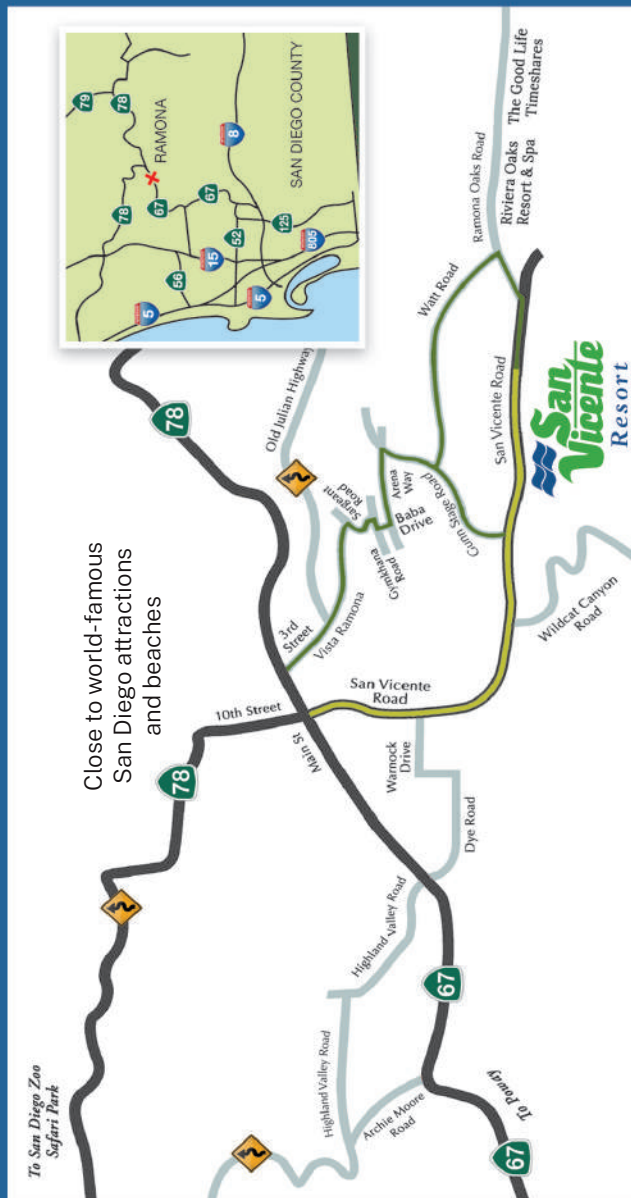 To San Diego Zoo
Safari Park
Close to world-famous
San Diego attractions
and beaches
78
78
10th Street
Main St
3rd
Street
Vista Ramona
Old Julian Highway
Sargeant
Road
Gymkhana
Road
Baba
Drive
Arena
Way
Gunn Stage Road
Watt Road
Ramona Oaks Road
Riviera Oaks
Resort & Spa
The Good Life
Timeshares
San Vicente Road
San Vicente
Road
Warnock
Drive
Dye Road
Wildcat Canyon
Road
Highland Valley Road
Highland Valley Road
Archie Moore
Road
67
67
To Poway
San
Vicente
Resort
79
78
78
RAMONA
67
67
56
15
52
8
5
5
805
125
SAN DIEGO COUNTY